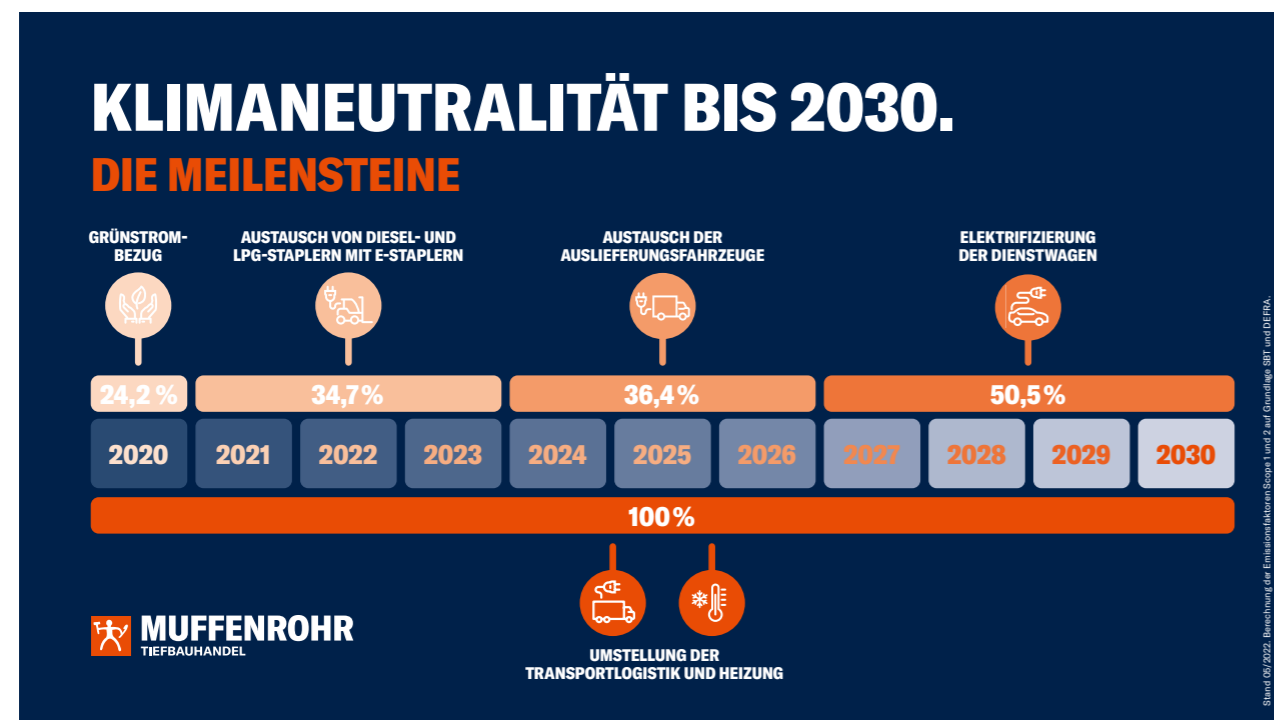 KLIMANEUTRALITÄT BIS 2030.
DIE MEILENSTEINE
GRÜNSTROM-
BEZUG
AUSTAUSCH VON DIESEL- UND
LPG-STAPLERN MIT E-STAPLERN
AUSTAUSCH DER
AUSLIEFERUNGSFAHRZEUGE
ELEKTRIFIZIERUNG
DER DIENSTWAGEN
24,2 %
34,7 %
36,4 %
50,5 %
2020
2021
2022
2023
2024
2025
2026
2027
2028
2029
2030
100 %
UMSTELLUNG DER
TRANSPORTLOGISTIK UND HEIZUNG
MUFFENROHR
TIEFBAUHANDEL
Stand 05/2022. Berechnung der Emissionsfaktoren Scope 1 und 2 auf Grundlage SBT und DEFRA.